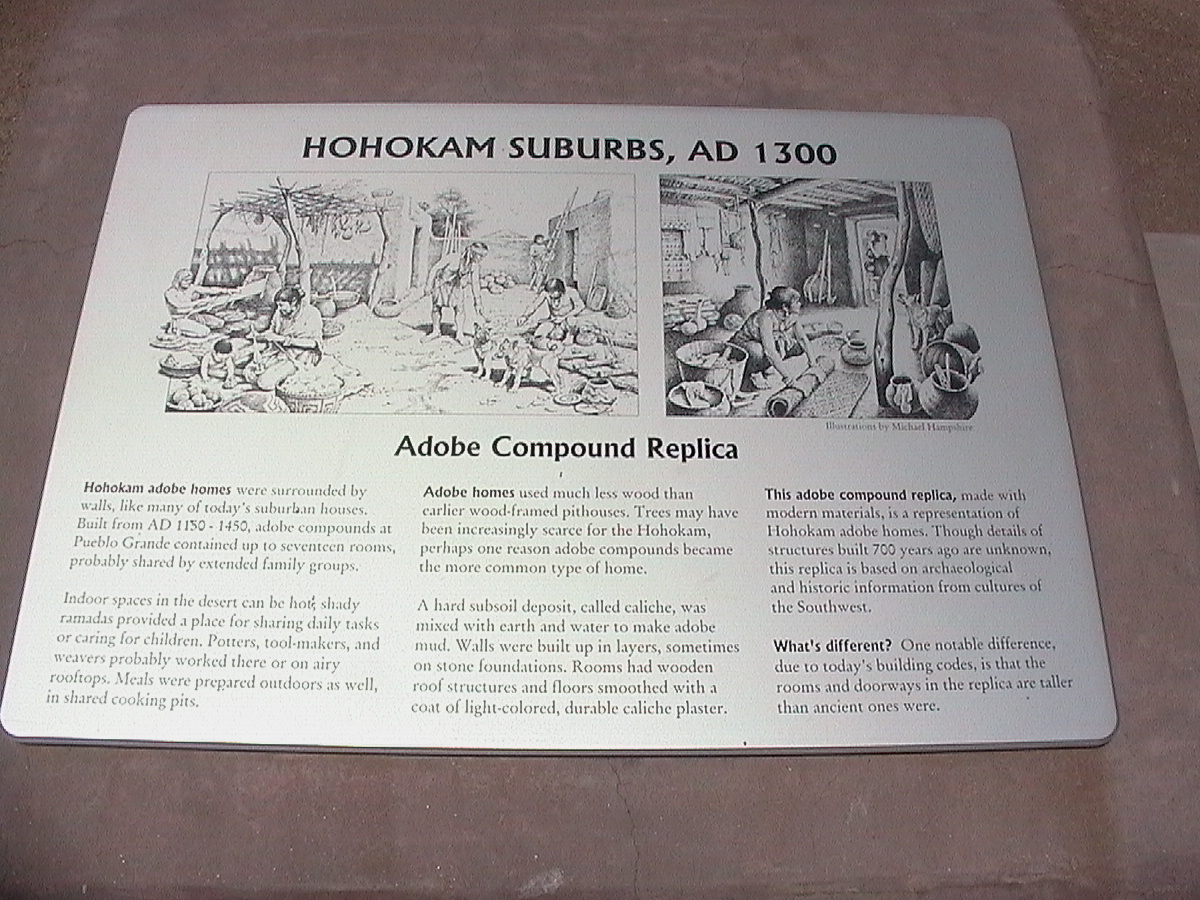 HOHOKAM SUBURBS, AD 1300
Illustrations by Michael Hampshire
Adobe Compound Replica
Hohokam adobe homes were surrounded by
walls, like many of today's suburban houses.
Built from AD 1150 - 1450, adobe compounds at
Pueblo Grande contained up to seventeen rooms,
probably shared by extended family groups.
Indoor spaces in the desert can be hot; shady
ramadas provided a place for sharing daily tasks
or caring for children. Potters, tool-makers, and
weavers probably worked there or on airy
rooftops. Meals were prepared outdoors as well,
in shared cooking pits.
Adobe homes used much less wood than
earlier wood-framed pithouses. Trees may have
been increasingly scarce for the Hohokam,
perhaps one reason adobe compounds became
the more common type of home.
A hard subsoil deposit, called caliche, was
mixed with earth and water to make adobe
mud. Walls were built up in layers, sometimes
on stone foundations. Rooms had wooden
roof structures and floors smoothed with a
coat of light-colored, durable caliche plaster.
This adobe compound replica, made with
modern materials, is a representation of
Hohokam adobe homes. Though details of
structures built 700 years ago are unknown,
this replica is based on archaeological
and historic information from cultures of
the Southwest.
What's different? One notable difference,
due to today's building codes, is that the
rooms and doorways in the replica are taller
than ancient ones were.